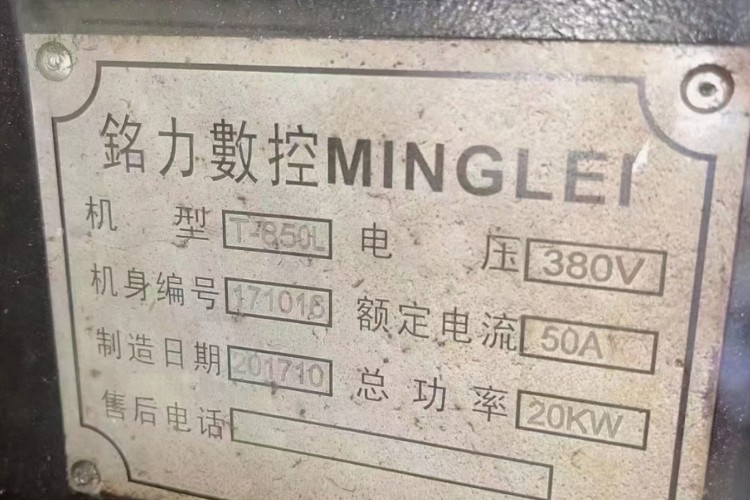 銘力數控MINGLEI
机型 T-850L 电压 380V
机身编号 171016 额定电流 50A
制造日期 201710 总功率 20KW
售后电话